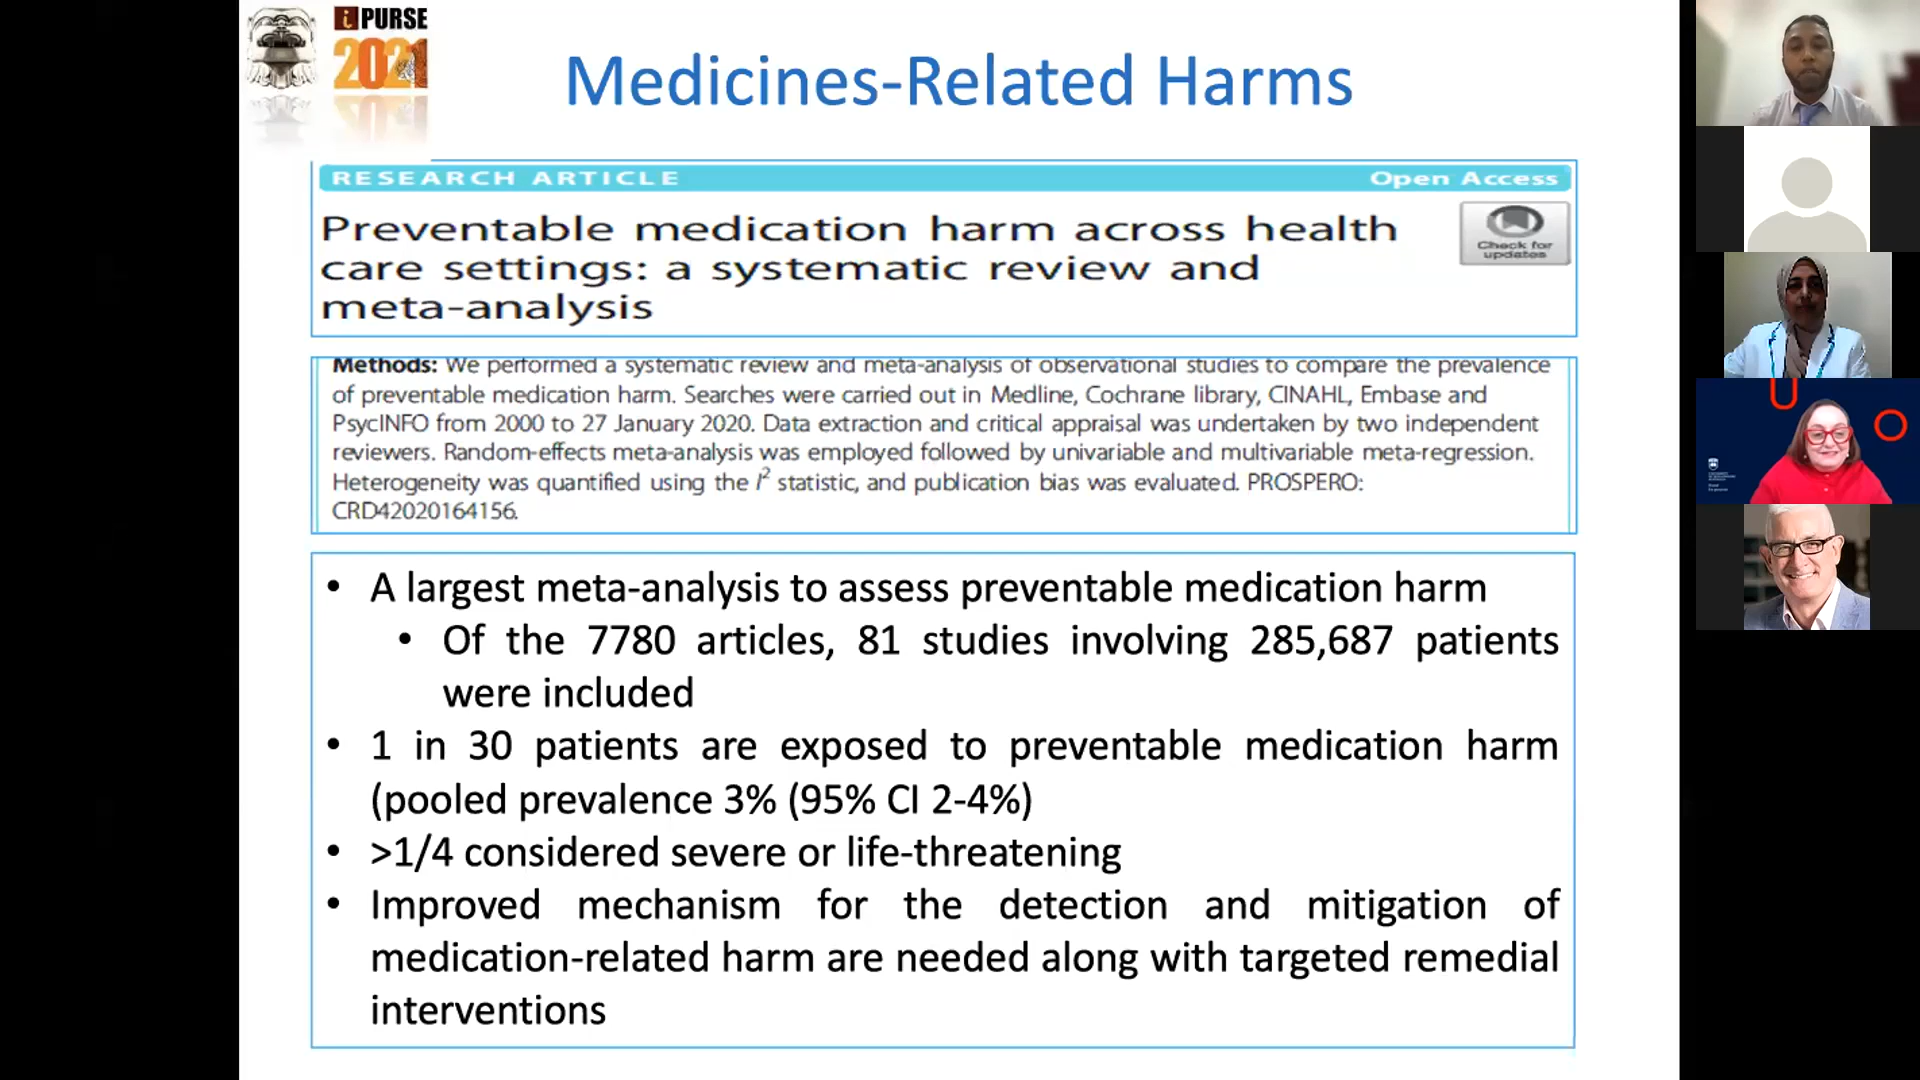 iPURSE
2021
Medicines-Related Harms
RESEARCH ARTICLE
Open Access
Preventable medication harm across health
care settings: a systematic review and
meta-analysis
Check for
updates
Methods: We performed a systematic review and meta-analysis of observational studies to compare the prevalence
of preventable medication harm. Searches were carried out in Medline, Cochrane library, CINAHL, Embase and
PsycINFO from 2000 to 27 January 2020. Data extraction and critical appraisal was undertaken by two independent
reviewers. Random-effects meta-analysis was employed followed by univariable and multivariable meta-regression.
Heterogeneity was quantified using the I² statistic, and publication bias was evaluated. PROSPERO:
CRD42020164156.
• A largest meta-analysis to assess preventable medication harm
• Of the 7780 articles, 81 studies involving 285,687 patients
were included
• 1 in 30 patients are exposed to preventable medication harm
(pooled prevalence 3% (95% CI 2-4%)
• >1/4 considered severe or life-threatening
• Improved mechanism for the detection and mitigation of
medication-related harm are needed along with targeted remedial
interventions